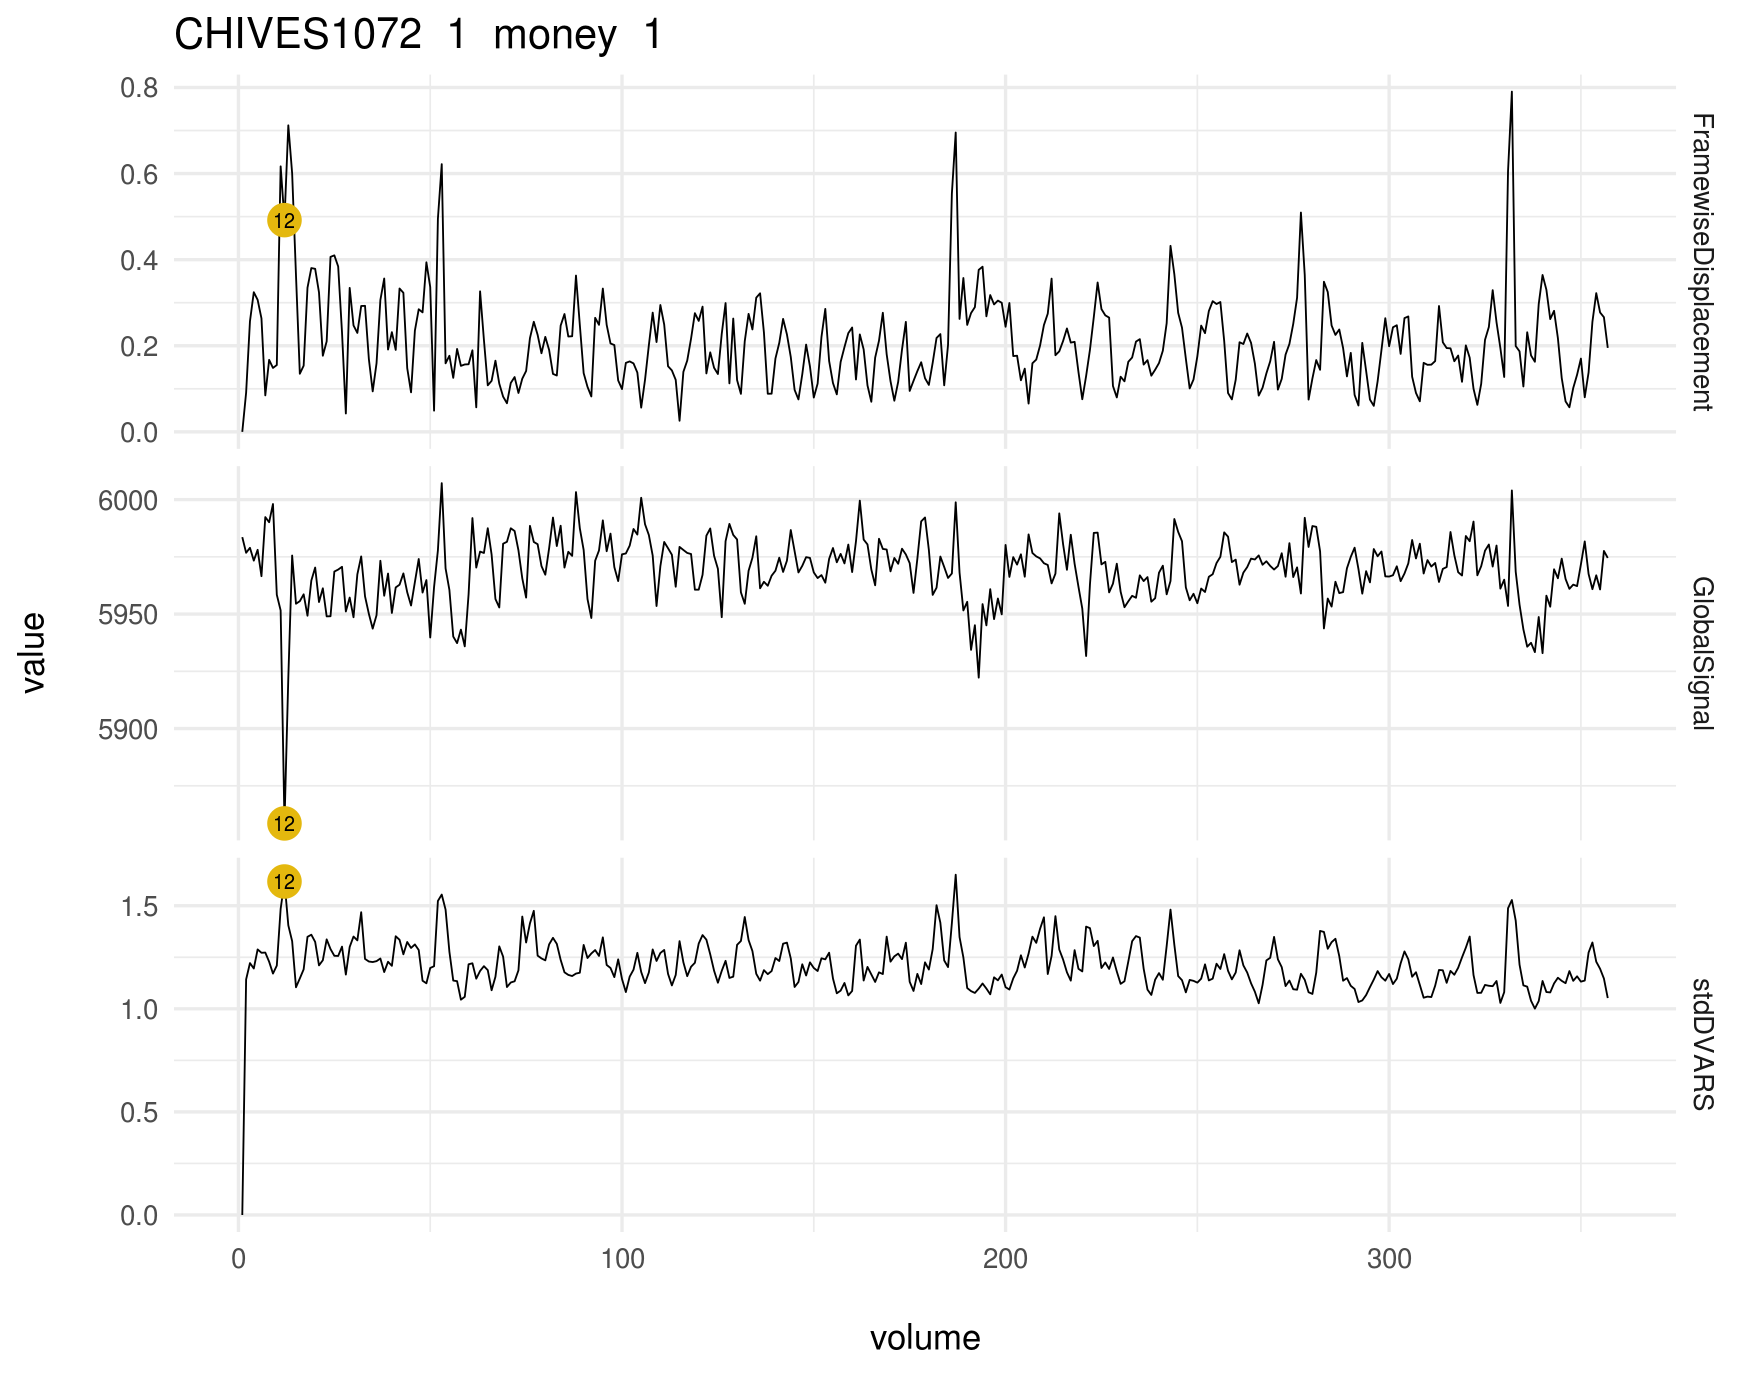 CHIVES1072 1 money 1
0.8
0.6
0.4
0.2
0.0
12
FramewiseDisplacement
6000
5950
5900
12
GlobalSignal
1.5
1.0
0.5
0.0
12
stdDVARS
value
0 100 200 300
volume